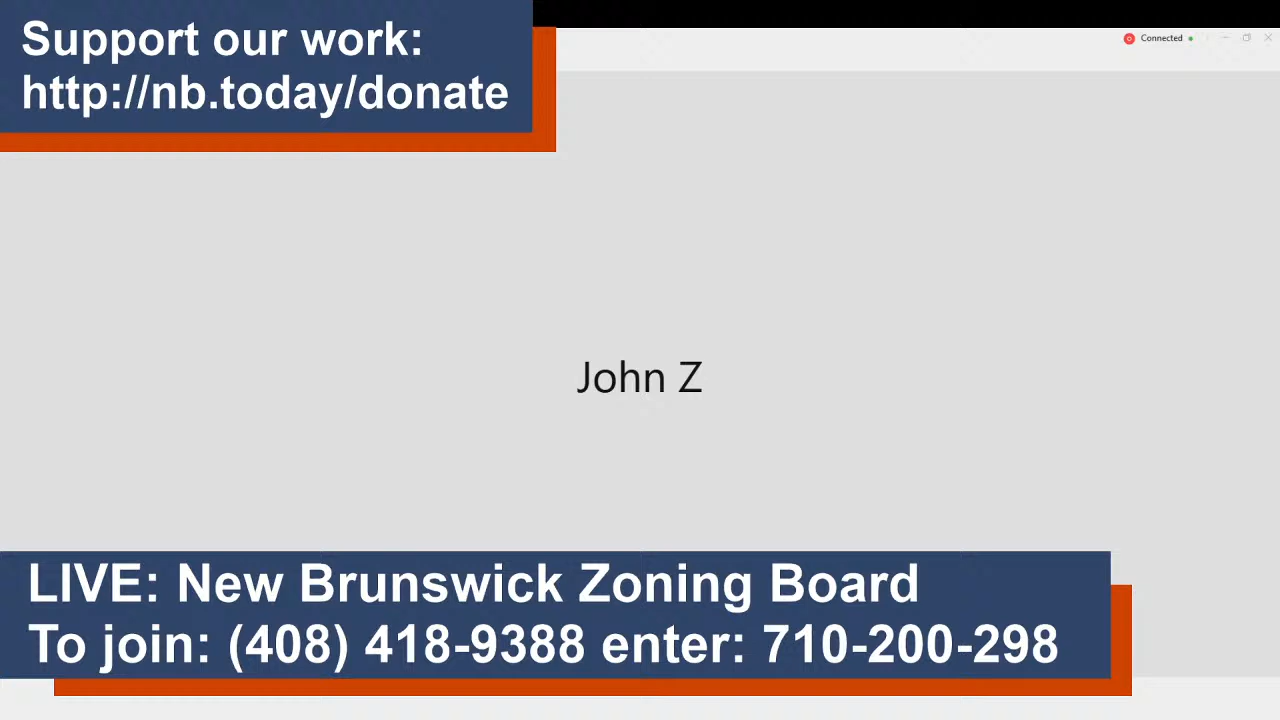 Support our work:
http://nb.today/donate
Connected
John Z
LIVE: New Brunswick Zoning Board
To join: (408) 418-9388 enter: 710-200-298